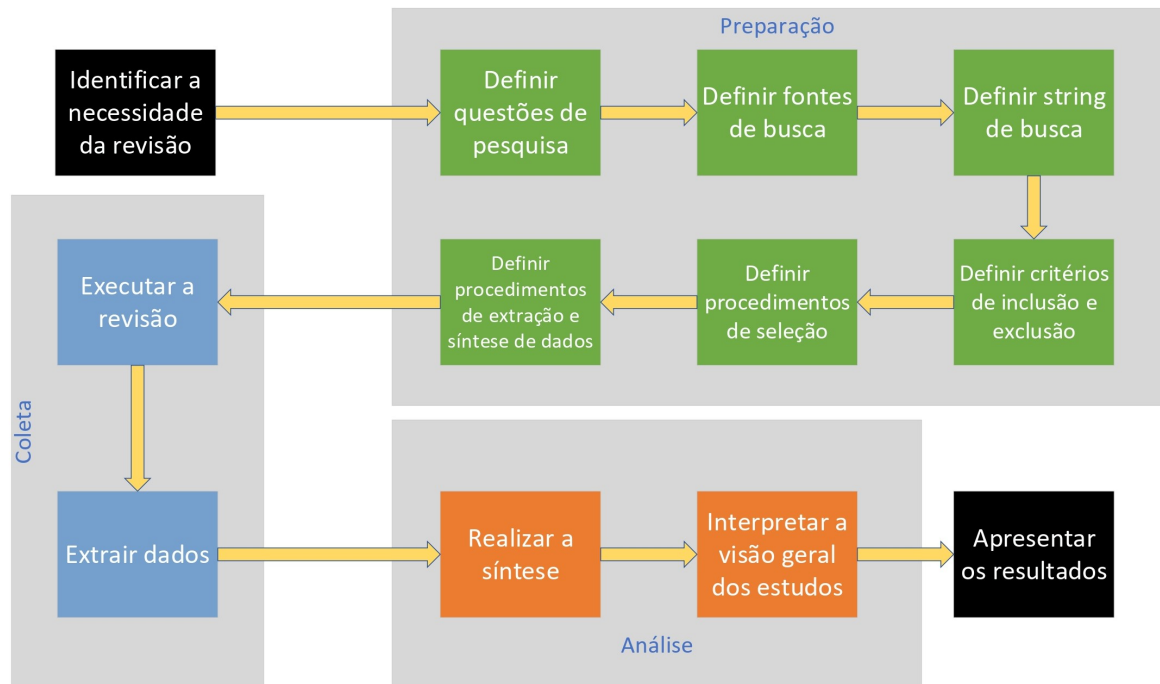 Preparação
Identificar a
necessidade
da revisão
Definir
questões de
pesquisa
Definir fontes
de busca
Definir string
de busca
Definir critérios
de inclusão e
exclusão
Definir
procedimentos
de seleção
Definir
procedimentos
de extração e
síntese de dados
Executar a
revisão
Coleta
Extrair dados
Realizar a
síntese
Interpretar a
visão geral
dos estudos
Análise
Apresentar
os resultados